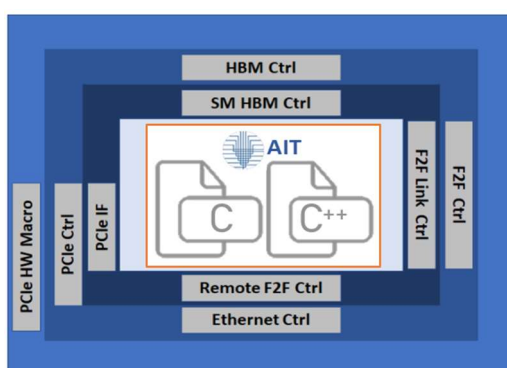 HBM Ctrl
SM HBM Ctrl
AIT
C
C++
PCIe HW Macro
PCIe Ctrl
PCIe IF
F2F Link Ctrl
F2F Ctrl
Remote F2F Ctrl
Ethernet Ctrl